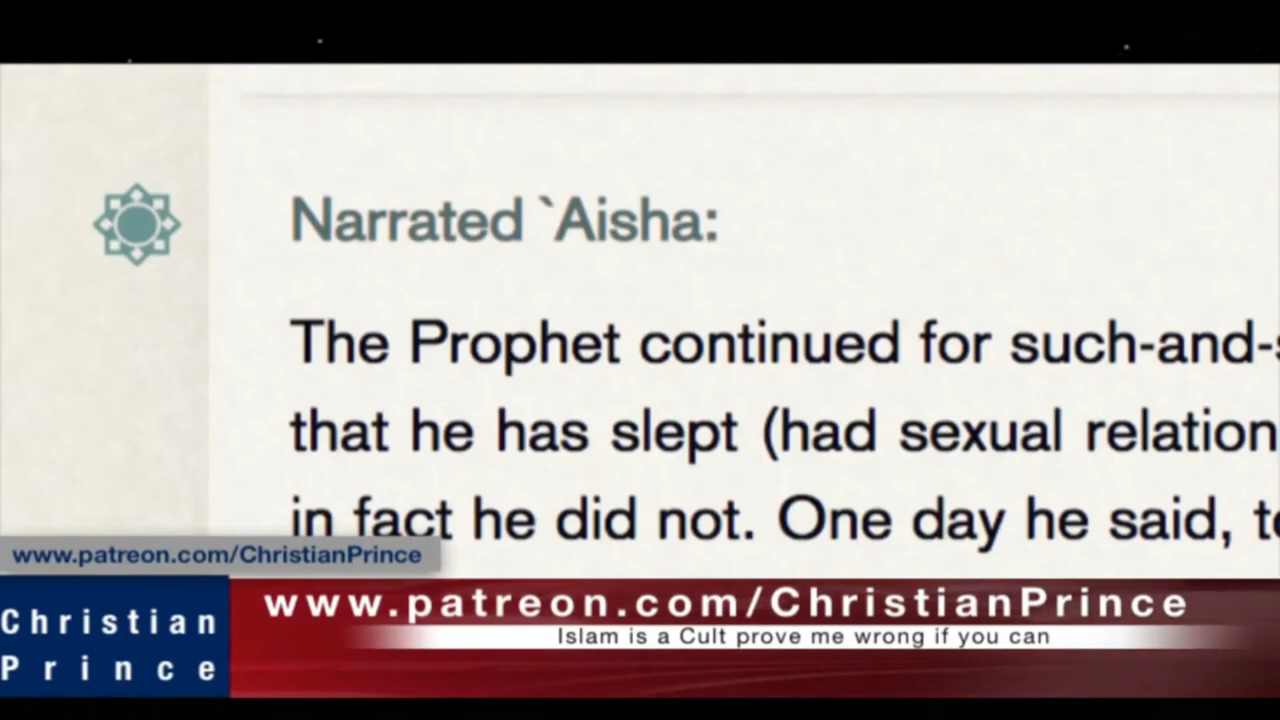 Narrated `Aisha:
The Prophet continued for such-and-
that he has slept (had sexual relation
in fact he did not. One day he said,
www.patreon.com/ChristianPrince
Christian
Prince
www.patreon.com/ChristianPrince
Islam is a Cult prove me wrong if you can